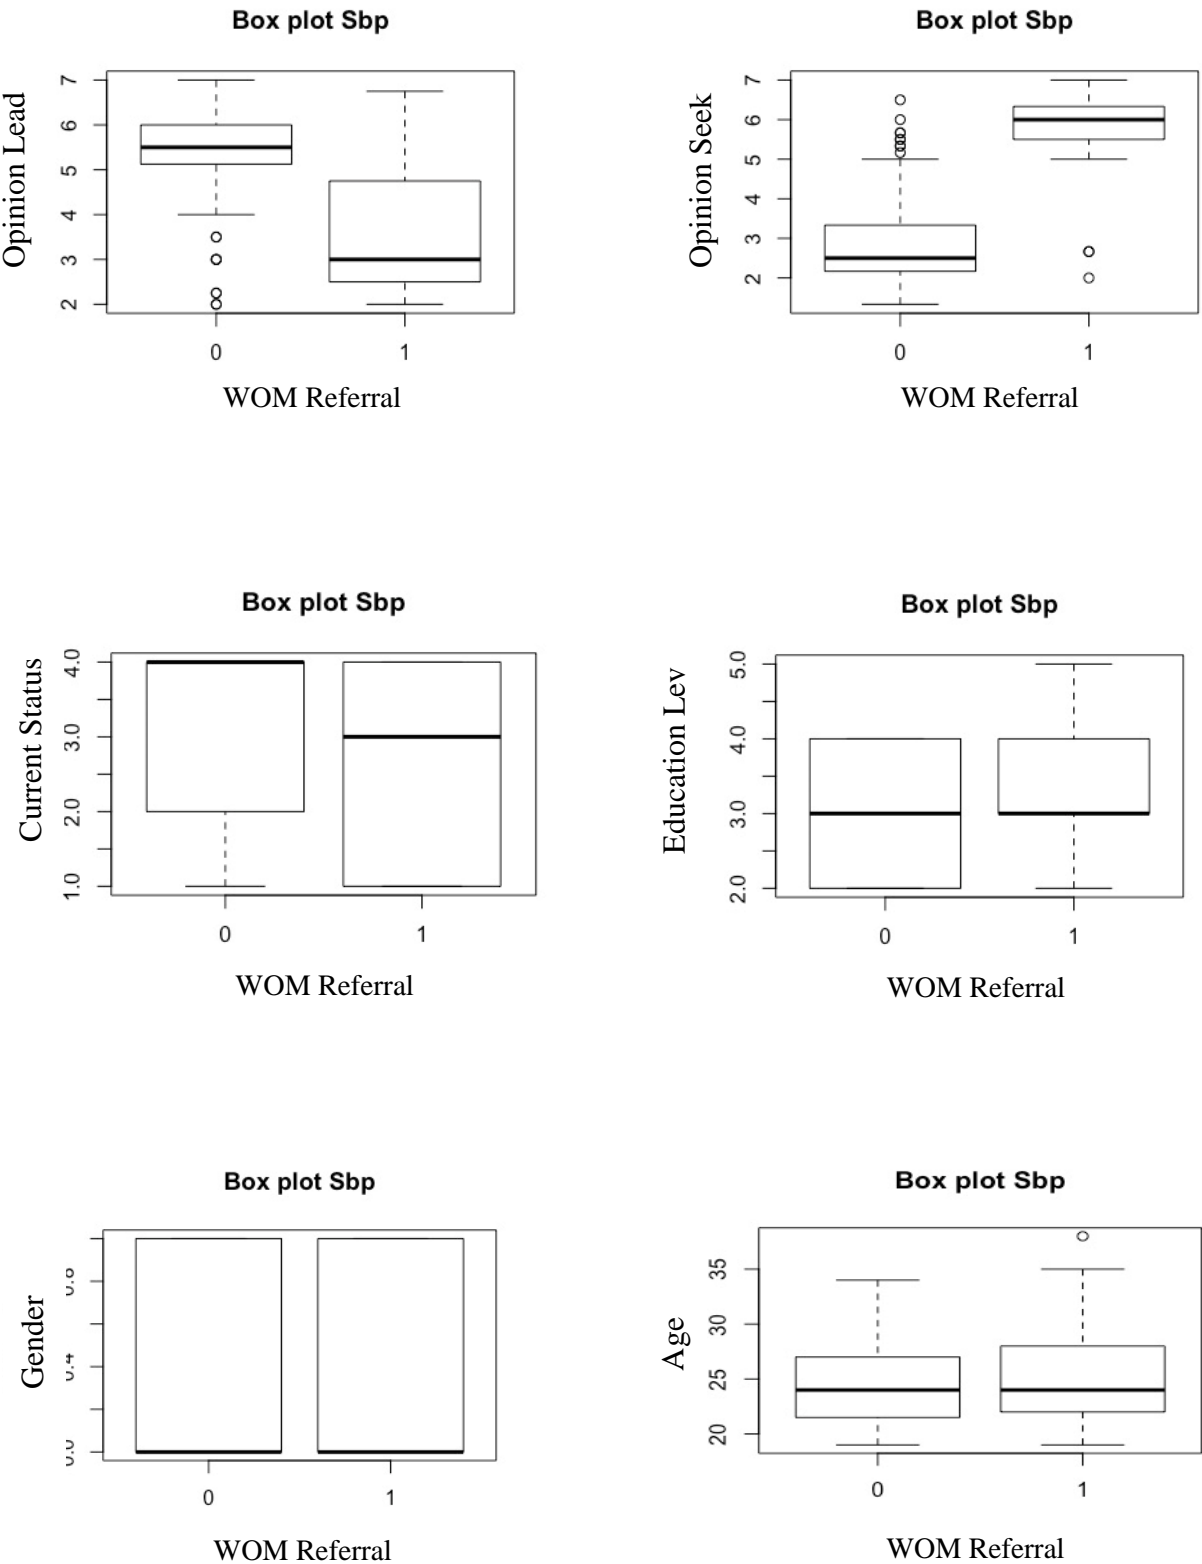 Box plot Sbp
Opinion Lead
7
6
5
4
3
2
0 1
WOM Referral
Box plot Sbp
Opinion Seek
7
6
5
4
3
2
0 1
WOM Referral
Box plot Sbp
Current Status
4.0
3.0
2.0
1.0
0 1
WOM Referral
Box plot Sbp
Education Lev
5.0
4.0
3.0
2.0
0 1
WOM Referral
Box plot Sbp
Gender
0 1
WOM Referral
Box plot Sbp
Age
35
30
25
20
0 1
WOM Referral